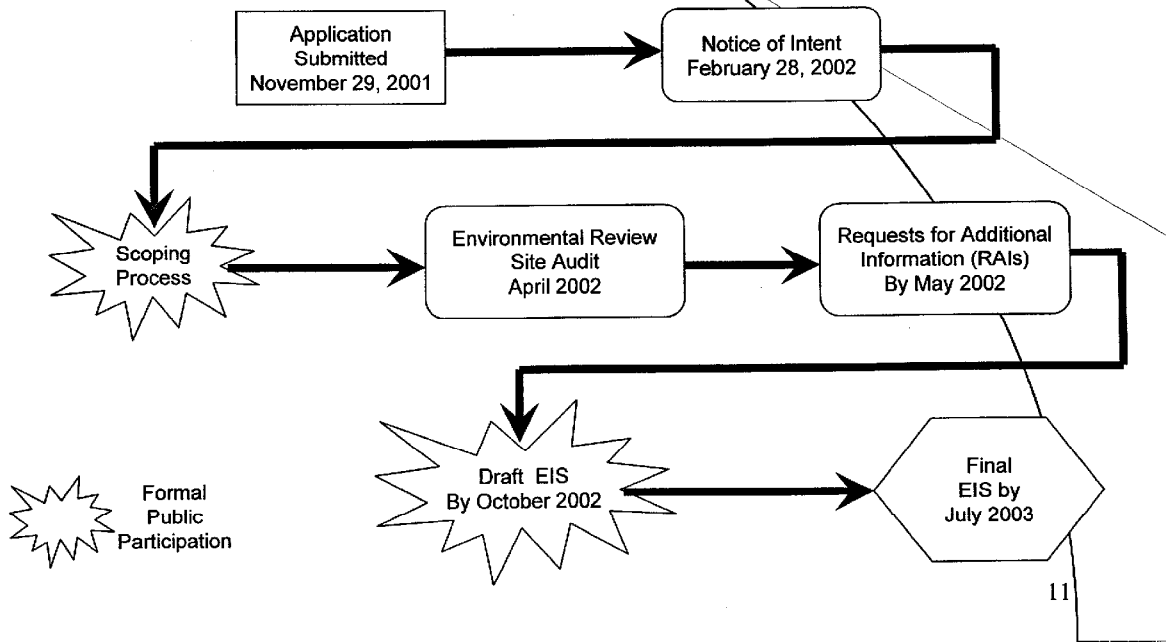 Application
Submitted
November 29, 2001
Notice of Intent
February 28, 2002
Scoping
Process
Environmental Review
Site Audit
April 2002
Requests for Additional
Information (RAIs)
By May 2002
Draft EIS
By October 2002
Final
EIS by
July 2003
Formal
Public
Participation
11